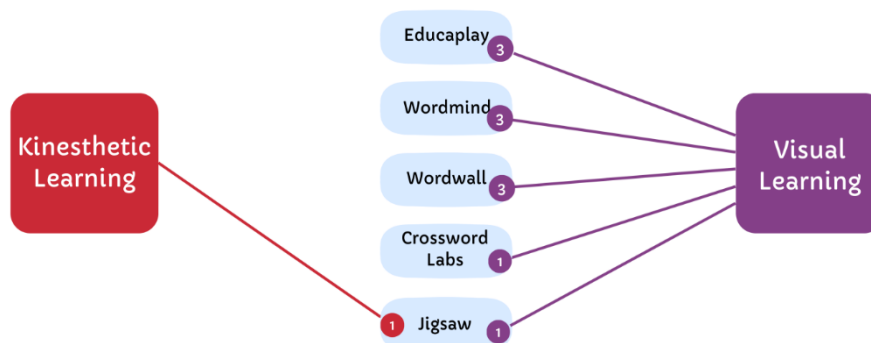 Kinesthetic
Learning
Educaplay
3
Wordmind
3
Wordwall
3
Crossword
Labs
1
1
Jigsaw
1
Visual
Learning